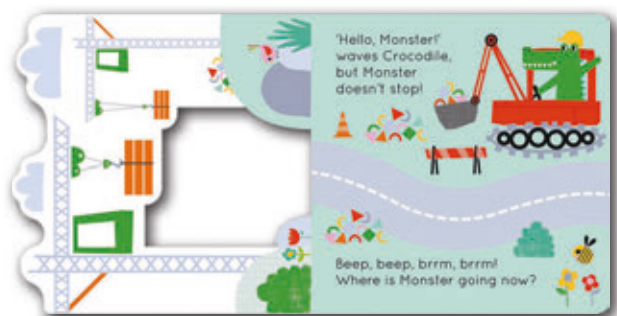 'Hello, Monster!'
waves Crocodile,
but Monster
doesn't stop!
Beep, beep, brrm, brrm!
Where is Monster going now?